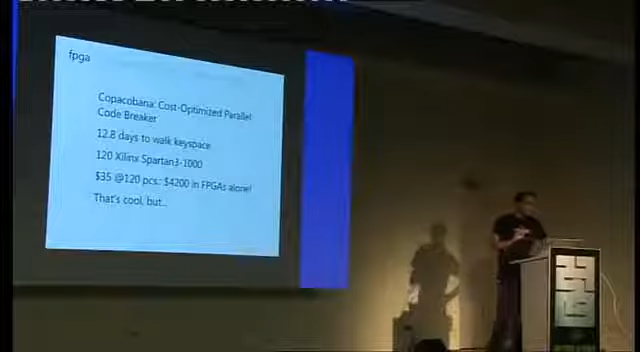 fpga
Copacobana: Cost-Optimized Parallel
Code Breaker
12.8 days to walk keyspace
120 Xilinx Spartan3-1000
$35 @120 pcs.: $4200 in FPGAs alone!
That's cool, but..